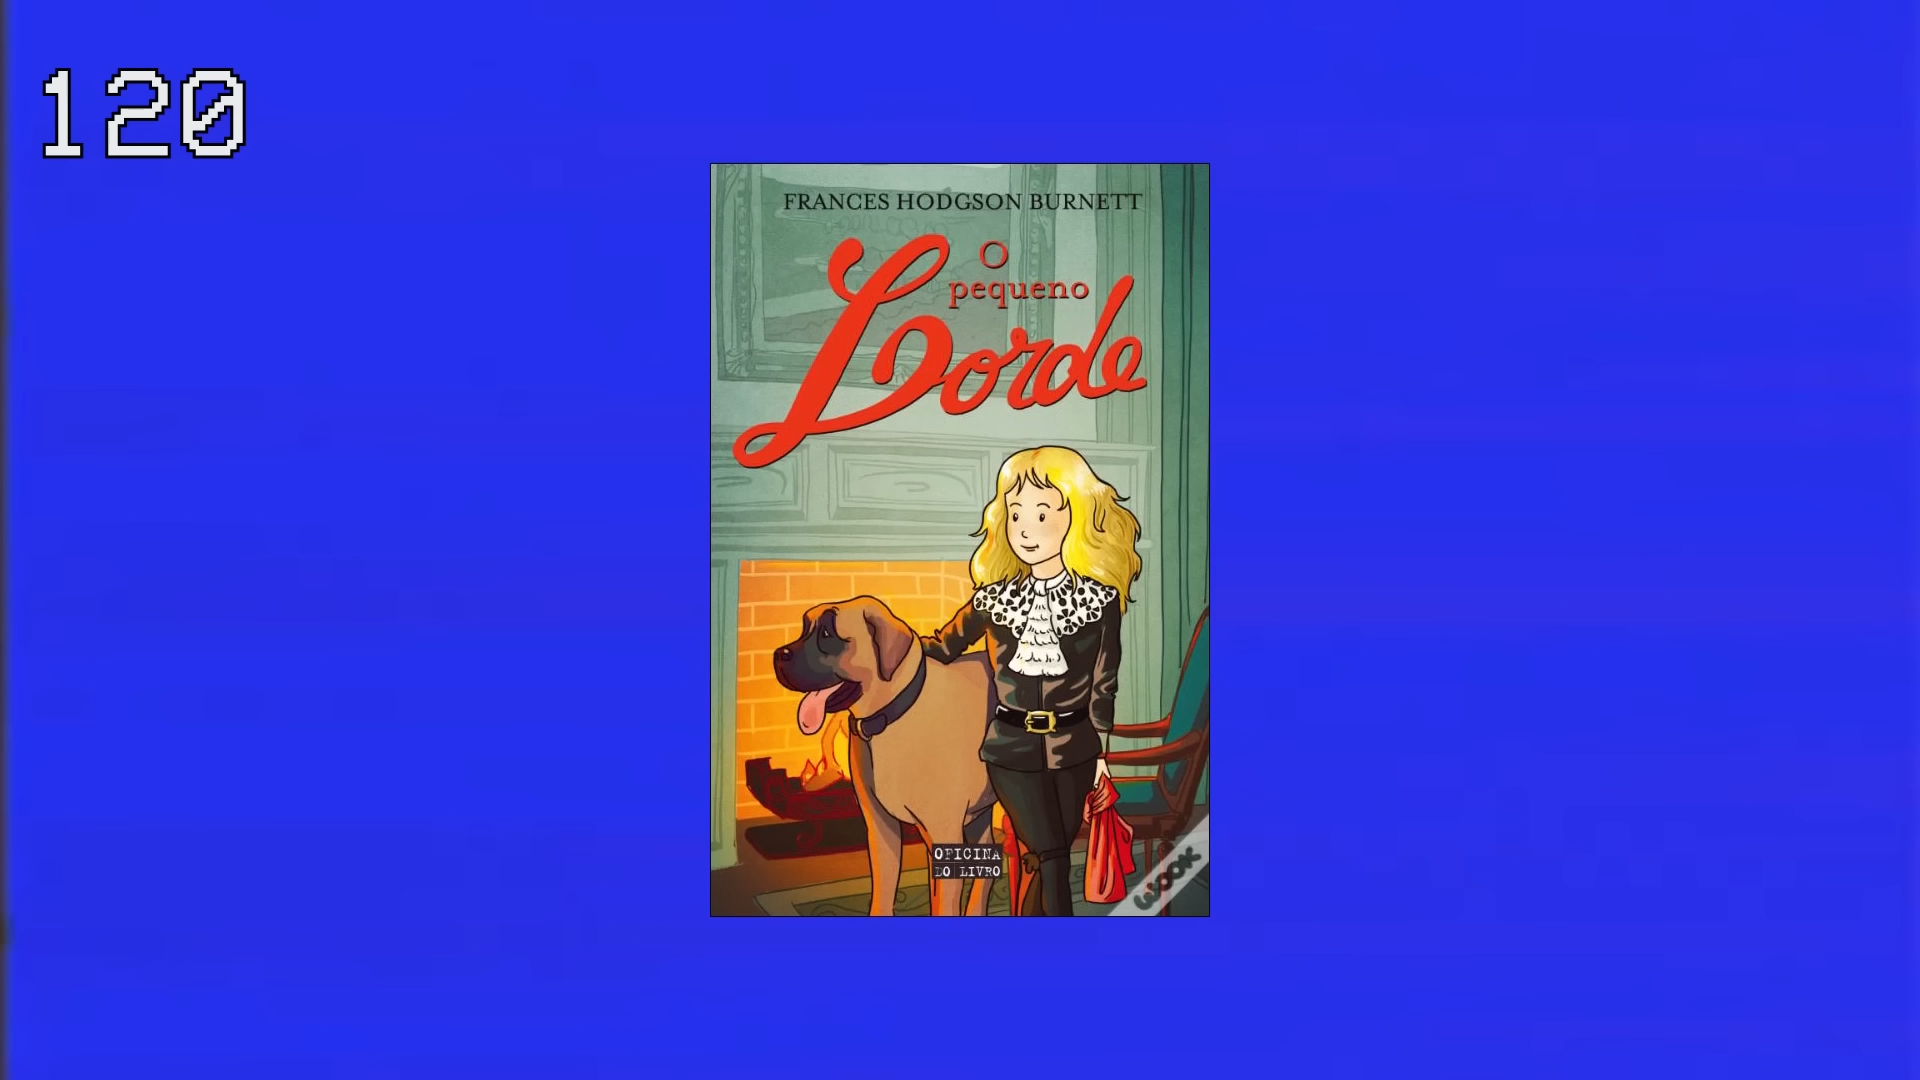 120
FRANCES HODGSON BURNETT
O
pequeno
Lorde
OFICINA
DO LIVRO
WOOK